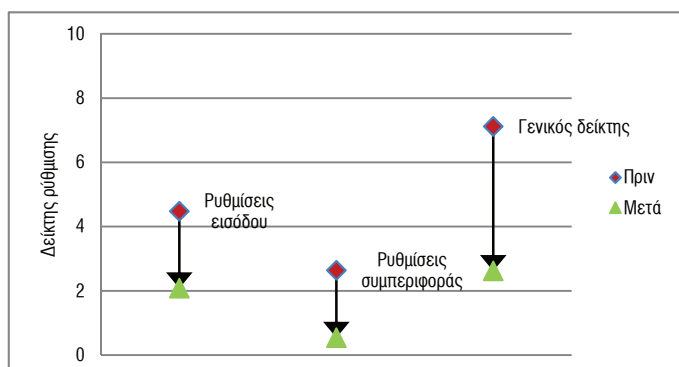 10
8
6
4
2
0
Δείκτης ρύθμισης
Ρυθμίσεις
εισόδου
Ρυθμίσεις
συμπεριφοράς
Γενικός δείκτης
Πριν
Μετά